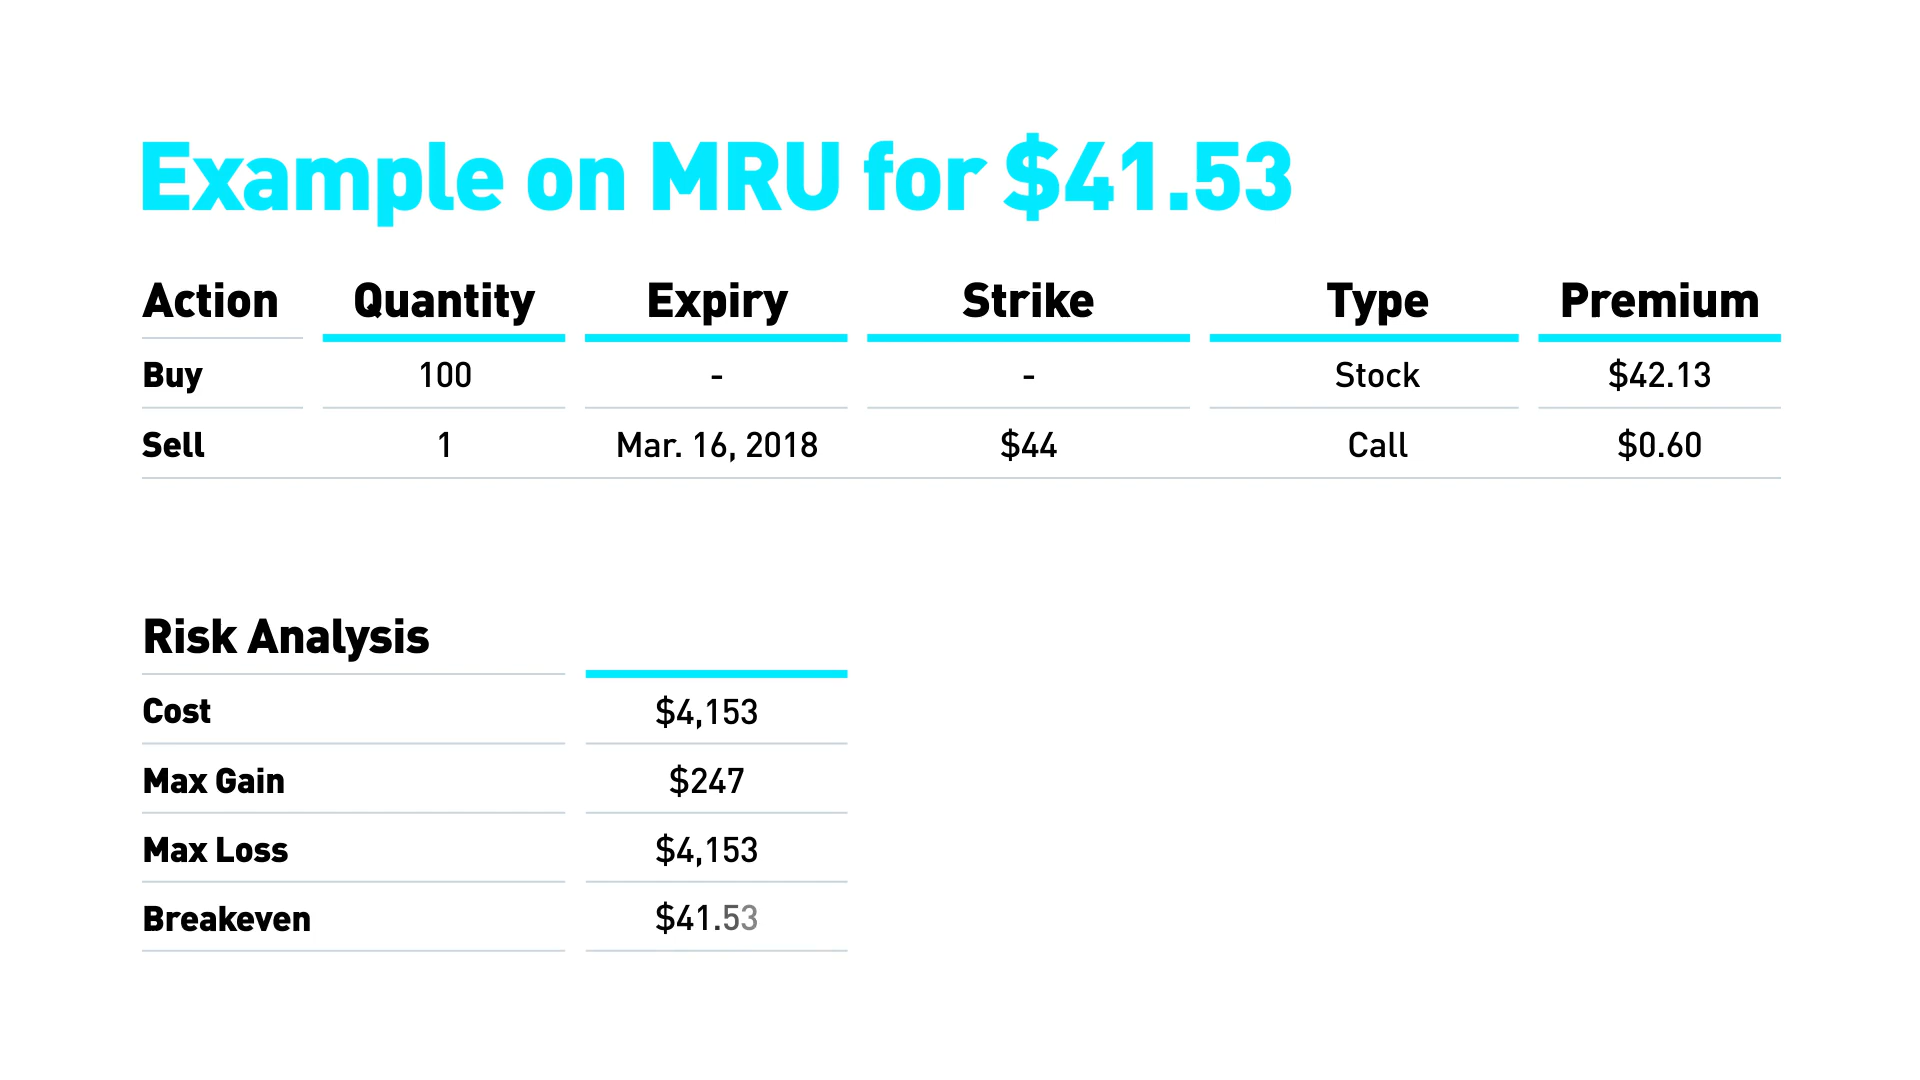 Example on MRU for $41.53
Action Quantity Expiry Strike Type Premium
Buy 100 - - Stock $42.13
Sell 1 Mar. 16, 2018 $44 Call $0.60
Risk Analysis
Cost $4,153
Max Gain $247
Max Loss $4,153
Breakeven $41.53